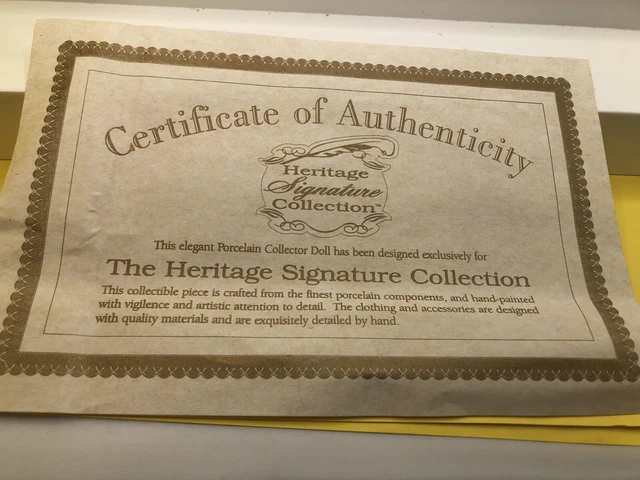 Certificate of Authenticity
Heritage
Signature
Collection™
This elegant Porcelain Collector Doll has been designed exclusively for
The Heritage Signature Collection
This collectible piece is crafted from the finest porcelain components, and hand-painted
with vigilence and artistic attention to detail. The clothing and accessories are designed
with quality materials and are exquisitely detailed by hand.